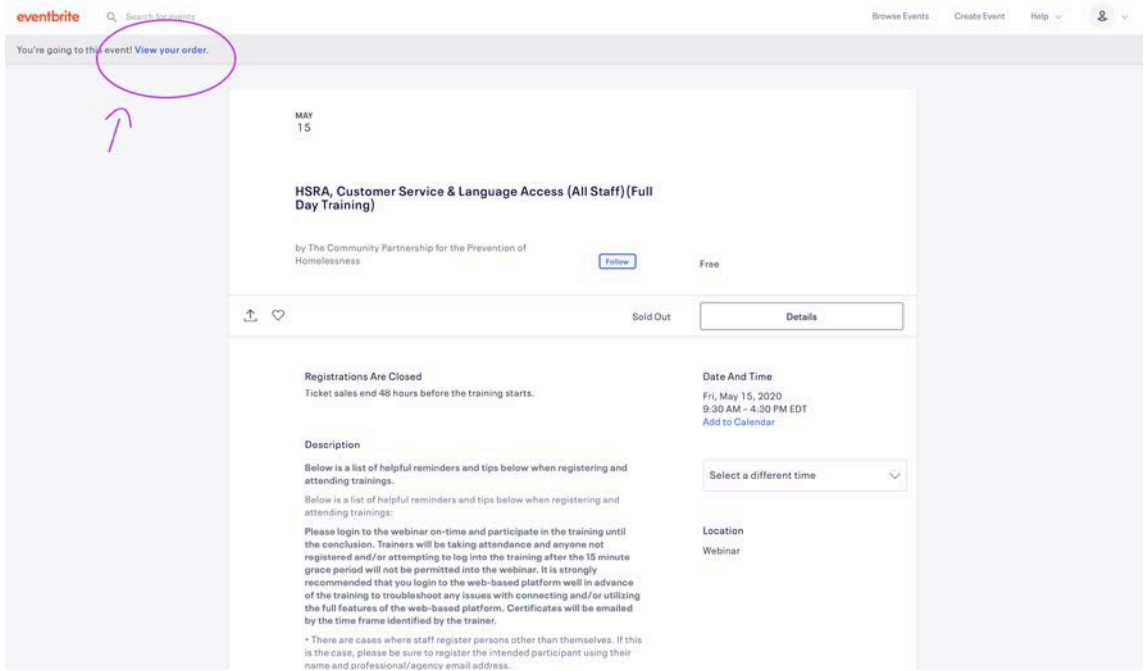 eventbrite
Search for events
Browse Events
Create Event
Help
You're going to this event! View your order.
MAY
15
HSRA, Customer Service & Language Access (All Staff)(Full
Day Training)
by The Community Partnership for the Prevention of
Homelessness
Follow
Free
Sold Out
Details
Registrations Are Closed
Ticket sales end 48 hours before the training starts.
Description
Below is a list of helpful reminders and tips below when registering and
attending trainings.
Below is a list of helpful reminders and tips below when registering and
attending trainings:
Please login to the webinar on-time and participate in the training until
the conclusion. Trainers will be taking attendance and anyone not
registered and/or attempting to log into the training after the 15 minute
grace period will not be permitted into the webinar. It is strongly
recommended that you login to the web-based platform well in advance
of the training to troubleshoot any issues with connecting and/or utilizing
the full features of the web-based platform. Certificates will be emailed
by the time frame identified by the trainer.
• There are cases where staff register persons other than themselves. If this
is the case, please be sure to register the intended participant using their
name and professional/agency email address.
Date And Time
Fri, May 15, 2020
9:30 AM – 4:30 PM EDT
Add to Calendar
Select a different time
Location
Webinar